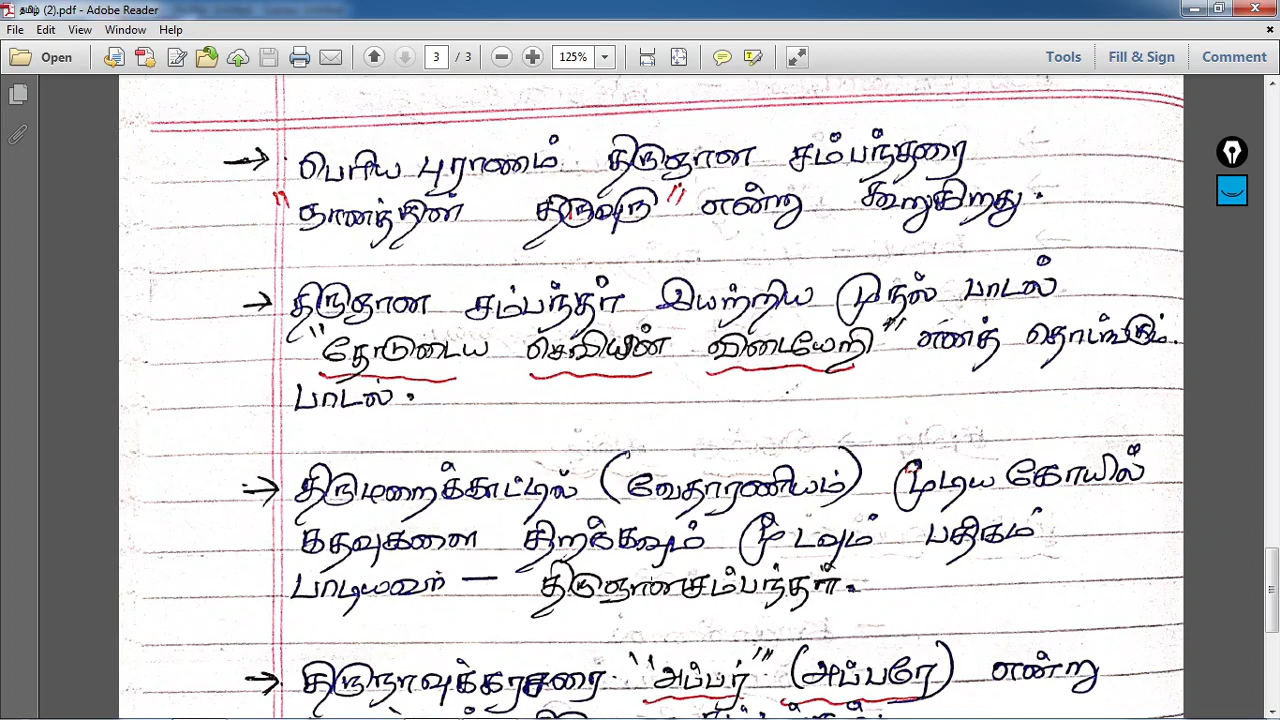 தமிழ் (2).pdf - Adobe Reader
File Edit View Window Help
Open 3 / 3 125% Tools Fill & Sign Comment
→ பெரிய புராணம் திருஞான சம்பந்தரை
"ஞானத்தின் திருவுரு" என்று கூறுகிறது.
→ திருஞான சம்பந்தர் இயற்றிய முதல் பாடல்
"தோடுடைய செவியின் விடையேறி" எனத் தொடங்கும்.
பாடல்.
→ திருமறைக்காட்டில் (வேதாரணியம்) மூடிய கோயில்
கதவுகளை திறக்கவும் மூடவும் பதிகம்
பாடியவர் — திருஞானசம்பந்தர்.
→ திருநாவுக்கரசரை "அப்பர்" (அப்பரே) என்று